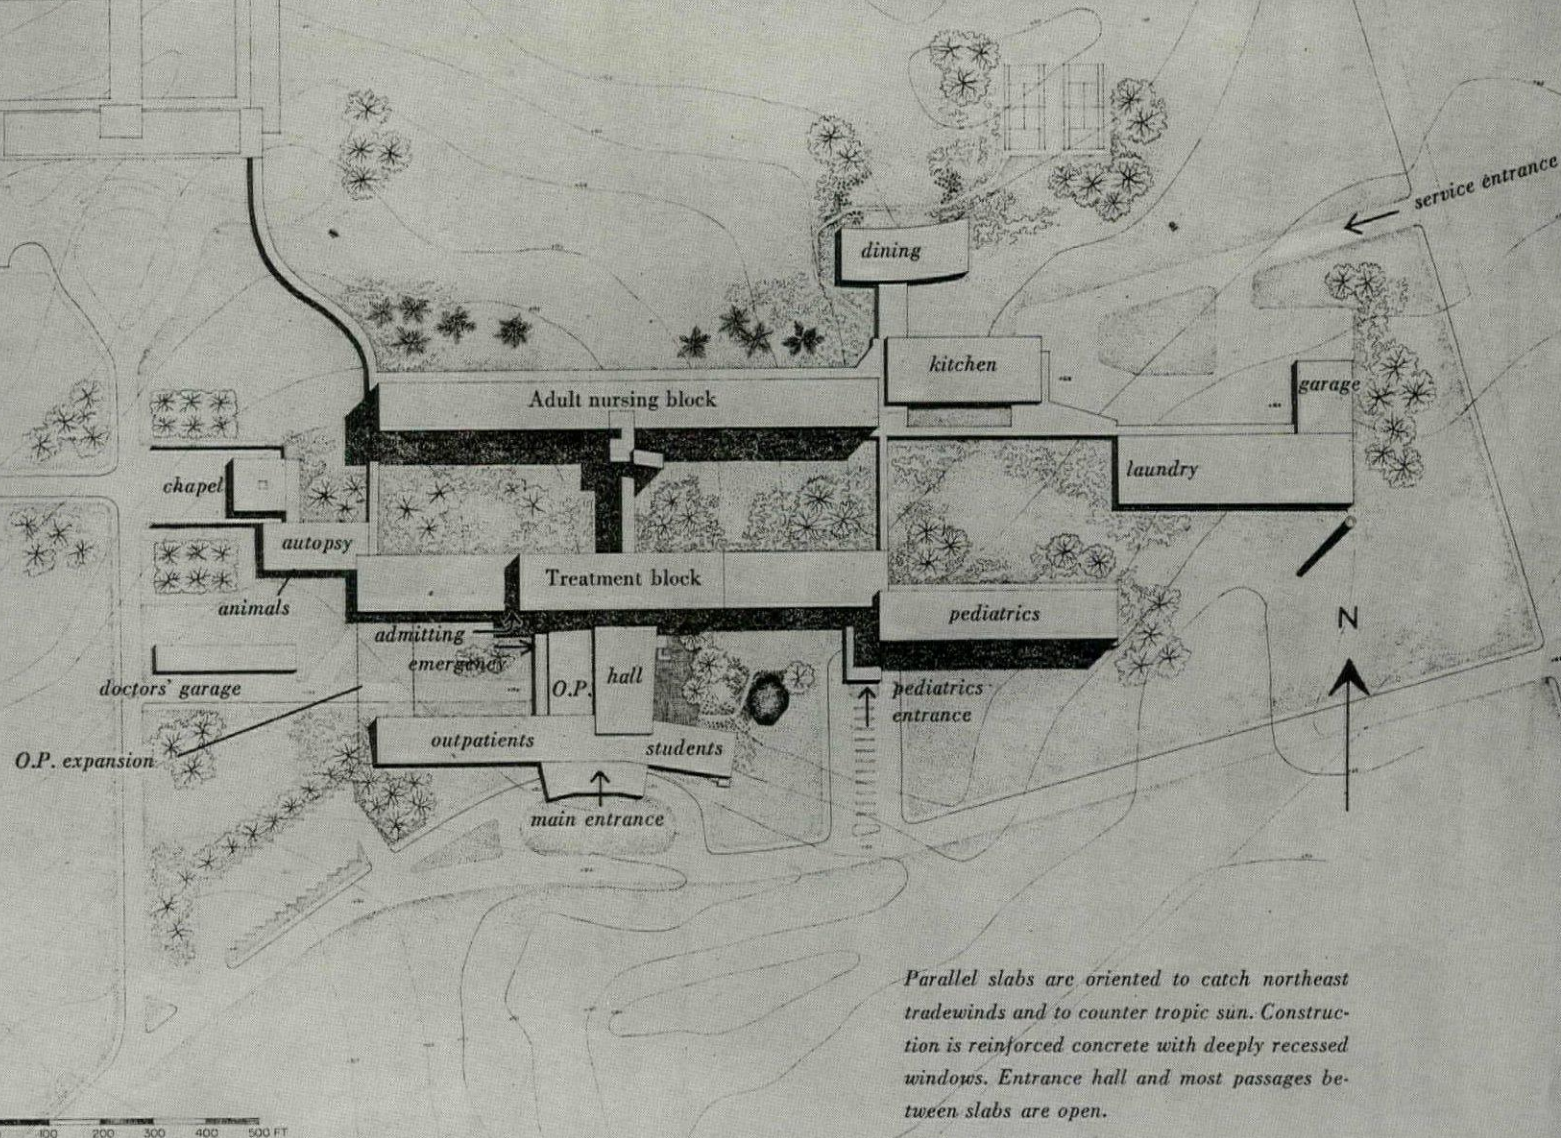 service entrance
dining
kitchen
garage
Adult nursing block
laundry
chapel
autopsy
Treatment block
animals
pediatrics
N
admitting
emergency
O.P.
hall
doctors' garage
pediatrics
entrance
O.P. expansion
outpatients
students
main entrance
Parallel slabs are oriented to catch northeast
tradewinds and to counter tropic sun. Construc-
tion is reinforced concrete with deeply recessed
windows. Entrance hall and most passages be-
tween slabs are open.
100 200 300 400 500 FT